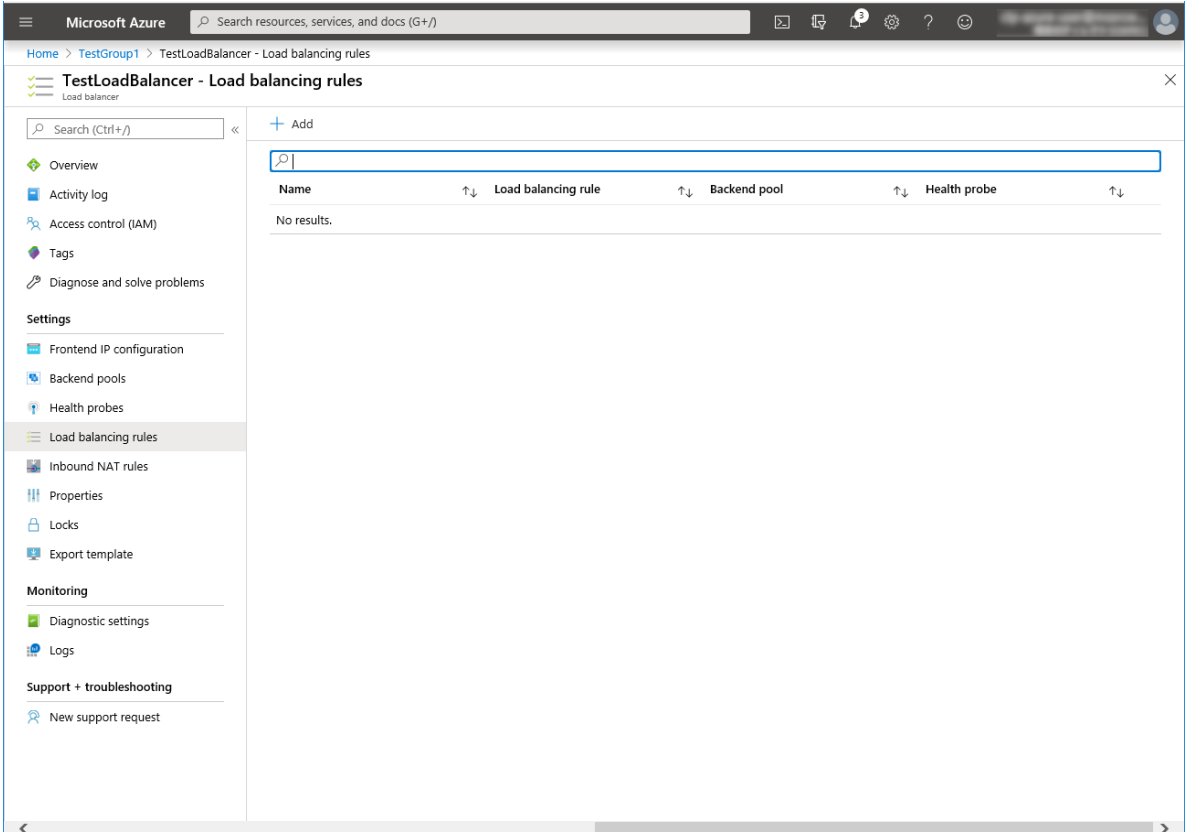 Microsoft Azure
Search resources, services, and docs (G+/)
3
Home > TestGroup1 > TestLoadBalancer - Load balancing rules
TestLoadBalancer - Load balancing rules
Load balancer
Search (Ctrl+/)
«
Add
Overview
Activity log
Access control (IAM)
Tags
Diagnose and solve problems
Settings
Frontend IP configuration
Backend pools
Health probes
Load balancing rules
Inbound NAT rules
Properties
Locks
Export template
Monitoring
Diagnostic settings
Logs
Support + troubleshooting
New support request
Name Load balancing rule Backend pool Health probe
No results.